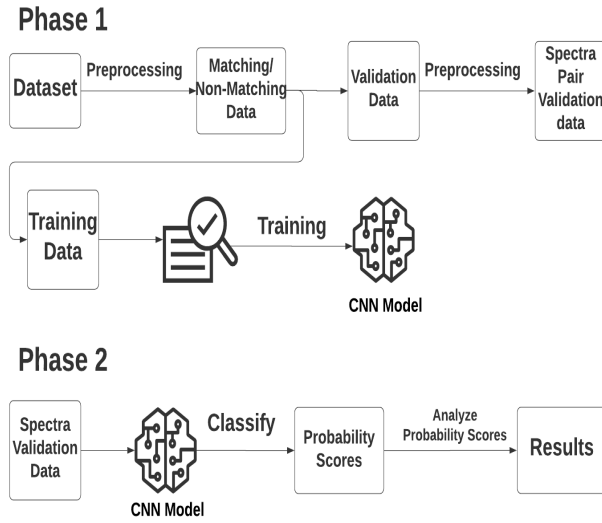 Phase 1
Dataset
Preprocessing
Matching/
Non-Matching
Data
Validation
Data
Preprocessing
Spectra
Pair
Validation
data
Training
Data
Training
CNN Model
Phase 2
Spectra
Validation
Data
CNN Model
Classify
Probability
Scores
Analyze
Probability Scores
Results